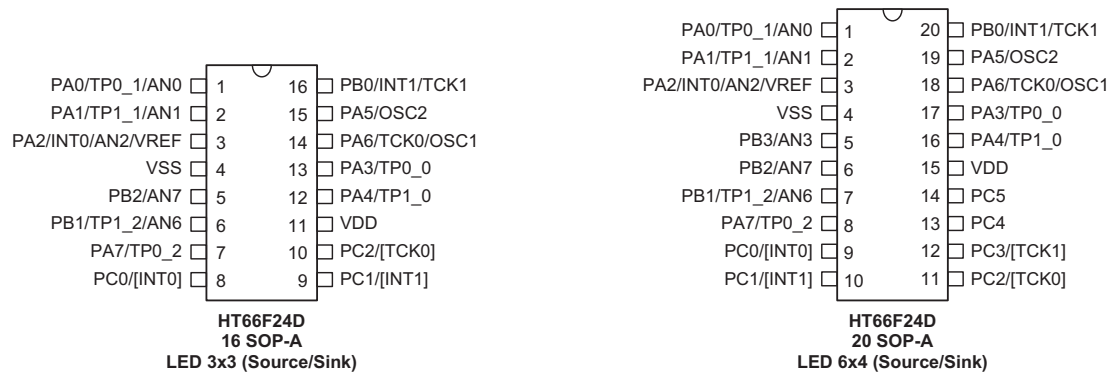 PA0/TP0_1/AN0 1 16 PB0/INT1/TCK1
PA1/TP1_1/AN1 2 15 PA5/OSC2
PA2/INT0/AN2/VREF 3 14 PA6/TCK0/OSC1
VSS 4 13 PA3/TP0_0
PB2/AN7 5 12 PA4/TP1_0
PB1/TP1_2/AN6 6 11 VDD
PA7/TP0_2 7 10 PC2/[TCK0]
PC0/[INT0] 8 9 PC1/[INT1]
HT66F24D
16 SOP-A
LED 3x3 (Source/Sink)
PA0/TP0_1/AN0 1 20 PB0/INT1/TCK1
PA1/TP1_1/AN1 2 19 PA5/OSC2
PA2/INT0/AN2/VREF 3 18 PA6/TCK0/OSC1
VSS 4 17 PA3/TP0_0
PB3/AN3 5 16 PA4/TP1_0
PB2/AN7 6 15 VDD
PB1/TP1_2/AN6 7 14 PC5
PA7/TP0_2 8 13 PC4
PC0/[INT0] 9 12 PC3/[TCK1]
PC1/[INT1] 10 11 PC2/[TCK0]
HT66F24D
20 SOP-A
LED 6x4 (Source/Sink)